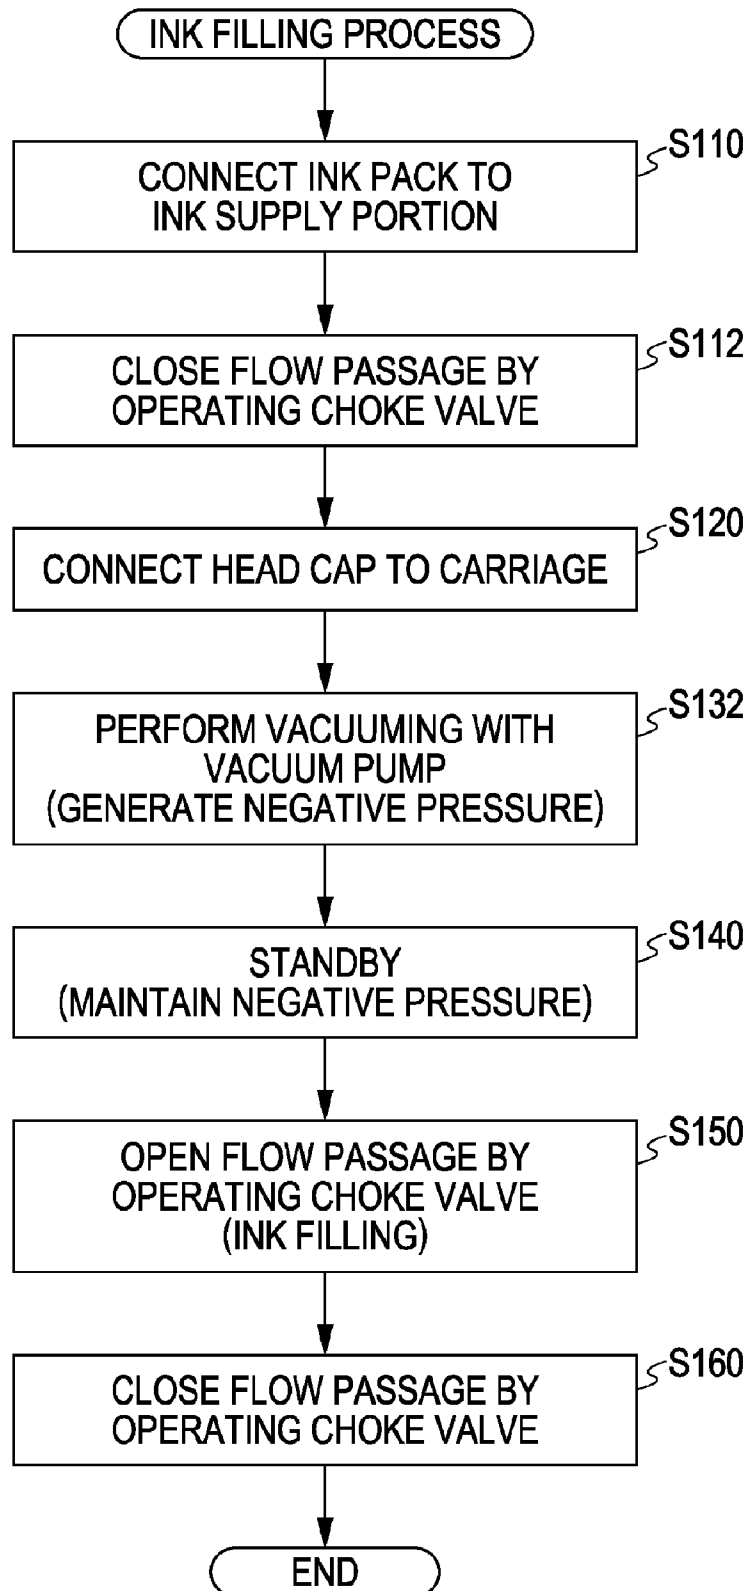 INK FILLING PROCESS
S110
CONNECT INK PACK TO
INK SUPPLY PORTION
S112
CLOSE FLOW PASSAGE BY
OPERATING CHOKE VALVE
S120
CONNECT HEAD CAP TO CARRIAGE
S132
PERFORM VACUUMING WITH
VACUUM PUMP
(GENERATE NEGATIVE PRESSURE)
S140
STANDBY
(MAINTAIN NEGATIVE PRESSURE)
S150
OPEN FLOW PASSAGE BY
OPERATING CHOKE VALVE
(INK FILLING)
S160
CLOSE FLOW PASSAGE BY
OPERATING CHOKE VALVE
END